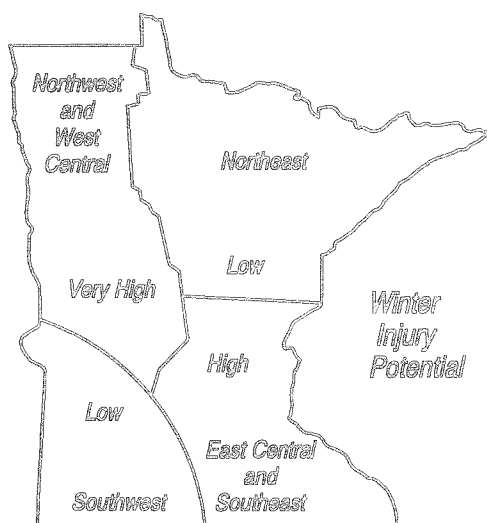 Northwest
and
West
Central
Northeast
Low
Very High
Winter
Injury
Potential
High
Low
East Central
and
Southeast
Southwest